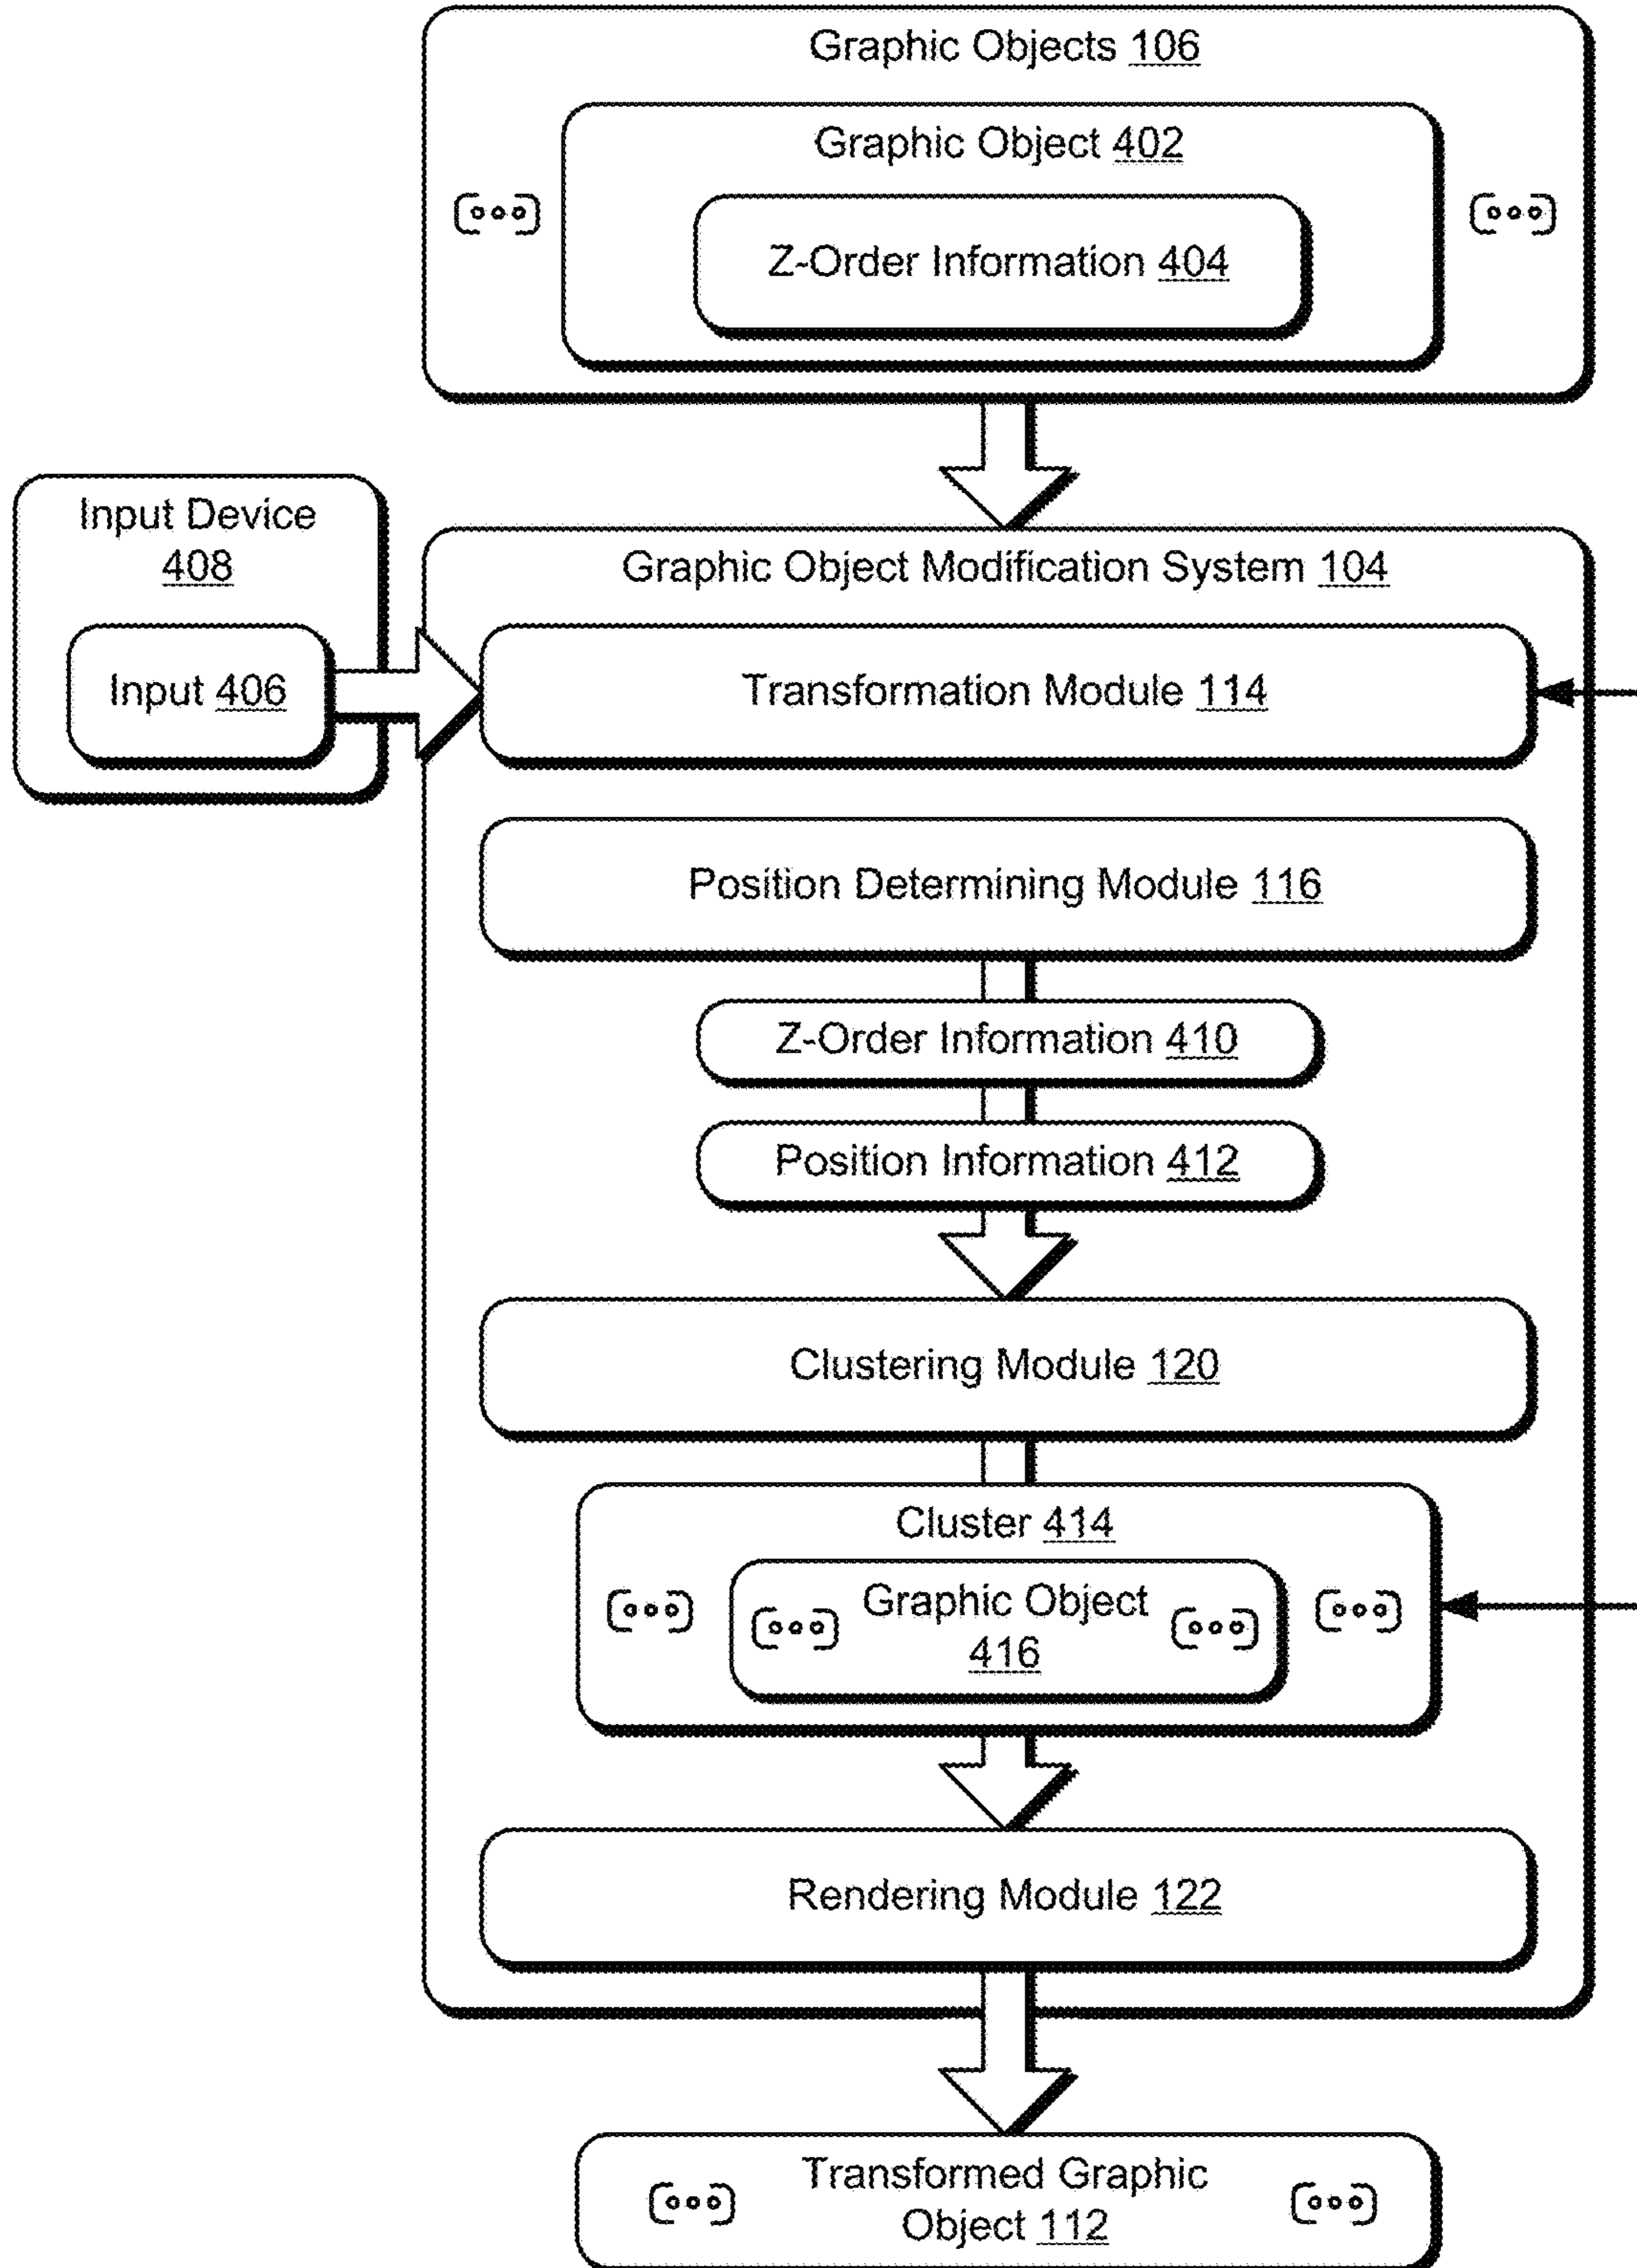 Graphic Objects 106
Graphic Object 402
Z-Order Information 404
Input Device
408
Input 406
Graphic Object Modification System 104
Transformation Module 114
Position Determining Module 116
Z-Order Information 410
Position Information 412
Clustering Module 120
Cluster 414
Graphic Object
416
Rendering Module 122
Transformed Graphic
Object 112